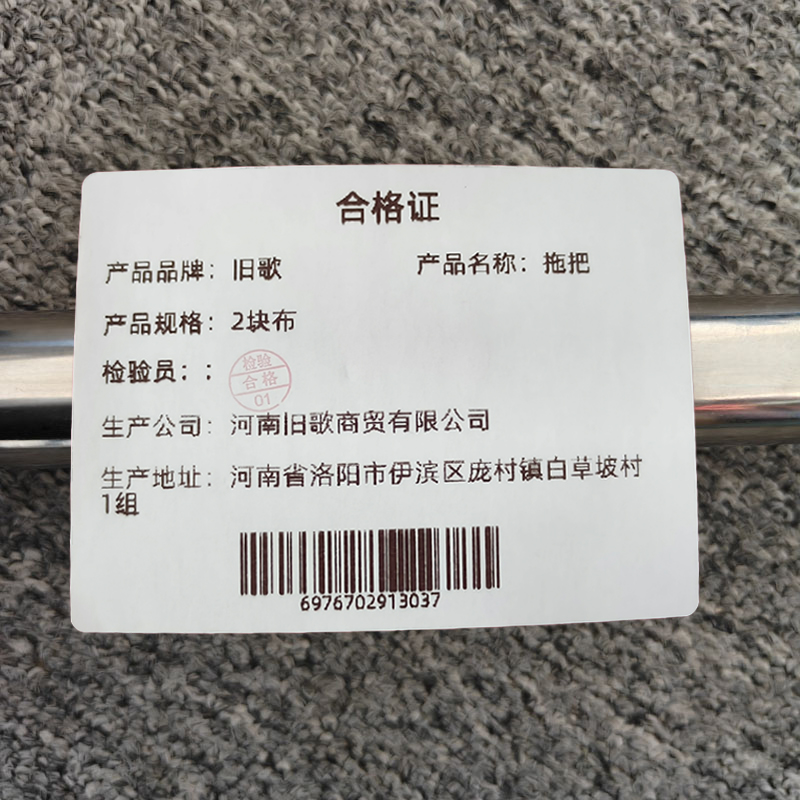 合格证
产品品牌：旧歌 产品名称：拖把
产品规格：2块布
检验员：：
检验
合格
01
生产公司：河南旧歌商贸有限公司
生产地址：河南省洛阳市伊滨区庞村镇白草坡村
1组
6976702913037